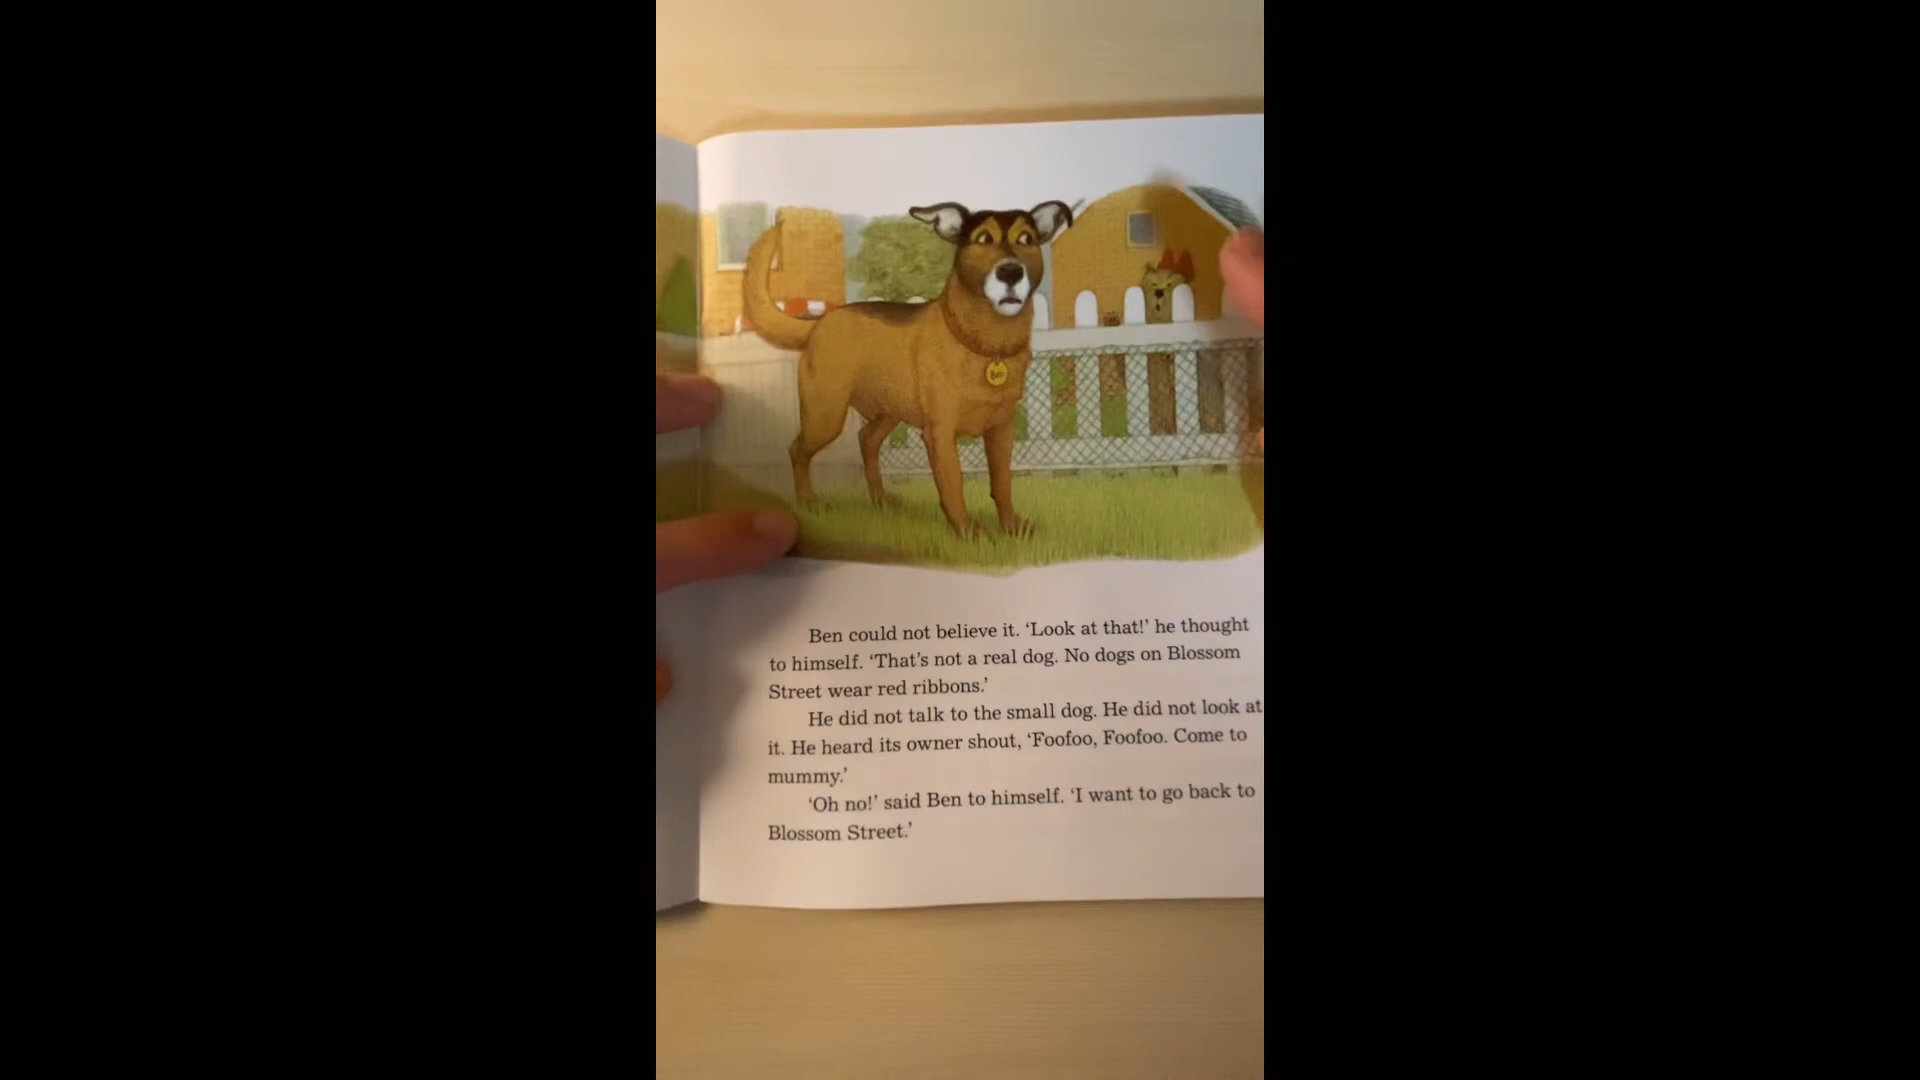 Ben could not believe it. ‘Look at that!’ he thought
to himself. ‘That’s not a real dog. No dogs on Blossom
Street wear red ribbons.’
He did not talk to the small dog. He did not look at
it. He heard its owner shout, ‘Foofoo, Foofoo. Come to
mummy.’
‘Oh no!’ said Ben to himself. ‘I want to go back to
Blossom Street.’